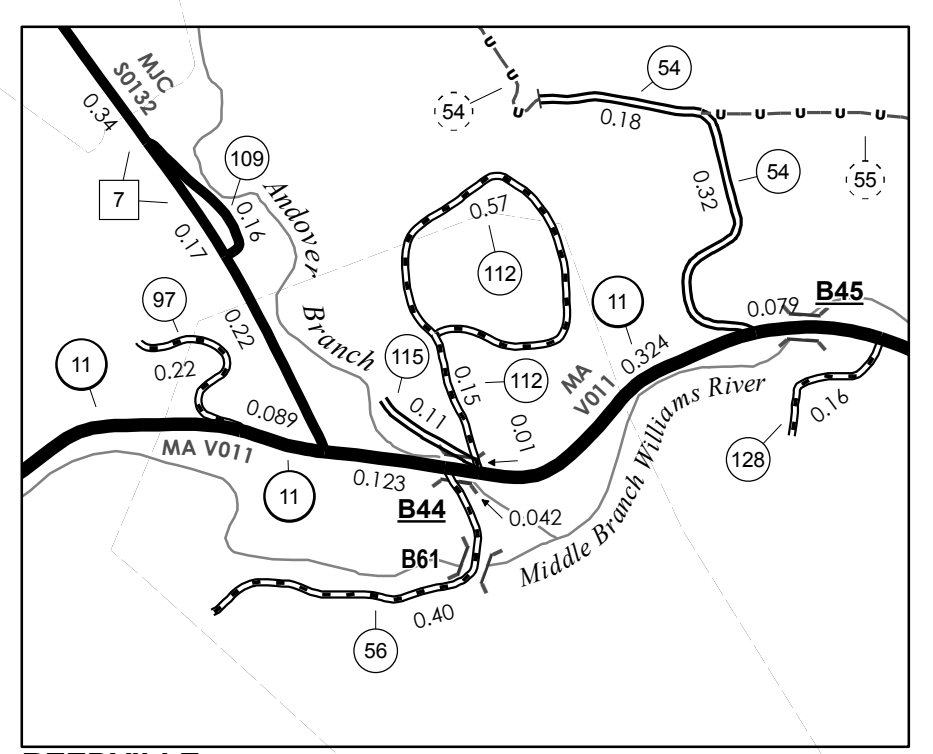 MJC
S0132
0.34
7
109
0.16
0.17
Andover
Branch
97
0.22
0.22
11
0.089
MA V011
11
0.123
115
0.11
0.57
112
112
0.15
0.01
11
0.324
MA
V011
U
U
U
54
54
0.18
U
U
U
U
U
54
0.32
55
0.079
B45
0.16
128
Middle Branch Williams River
B44
0.042
B61
0.40
56